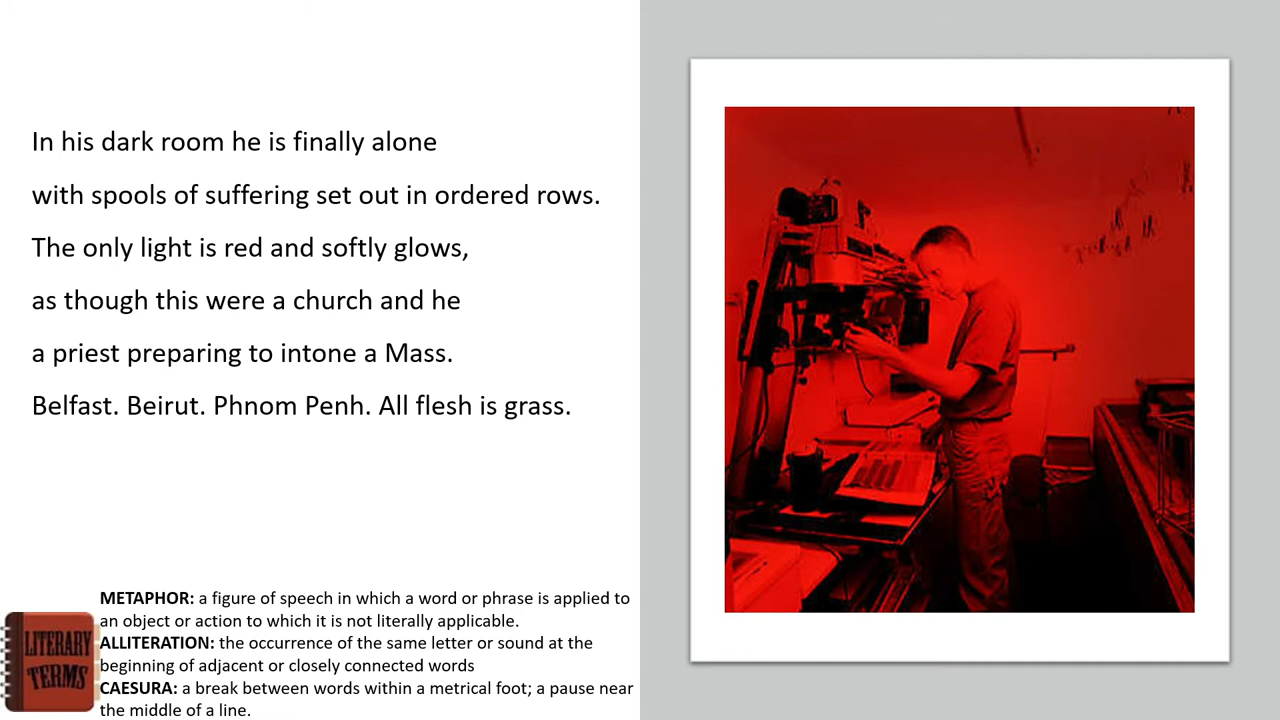 In his dark room he is finally alone
with spools of suffering set out in ordered rows.
The only light is red and softly glows,
as though this were a church and he
a priest preparing to intone a Mass.
Belfast. Beirut. Phnom Penh. All flesh is grass.
METAPHOR: a figure of speech in which a word or phrase is applied to
an object or action to which it is not literally applicable.
ALLITERATION: the occurrence of the same letter or sound at the
beginning of adjacent or closely connected words
CAESURA: a break between words within a metrical foot; a pause near
the middle of a line.
LITERARY
TERMS